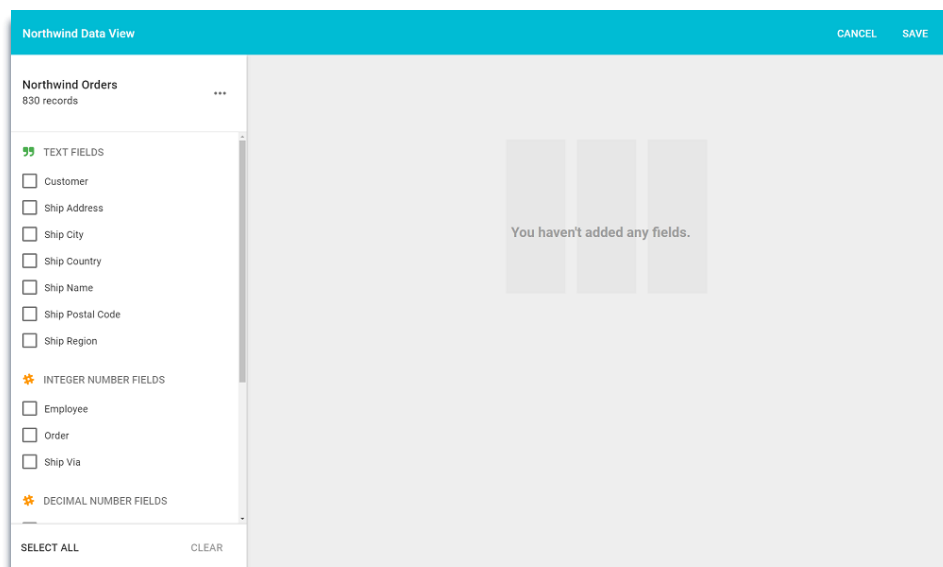 Northwind Data View
CANCEL
SAVE
Northwind Orders
830 records
TEXT FIELDS
Customer
Ship Address
Ship City
Ship Country
Ship Name
Ship Postal Code
Ship Region
INTEGER NUMBER FIELDS
Employee
Order
Ship Via
DECIMAL NUMBER FIELDS
SELECT ALL
CLEAR
You haven't added any fields.